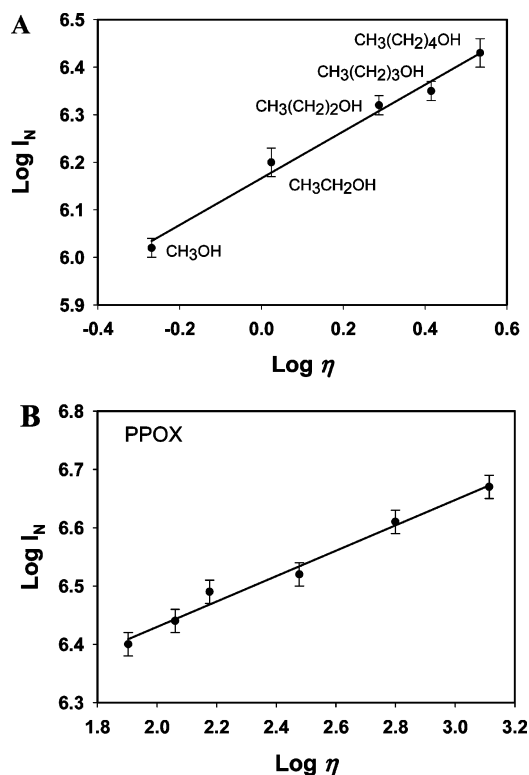 A
6.5
6.4
6.3
6.2
6.1
6.0
5.9
Log I_N
CH3(CH2)4OH
CH3(CH2)3OH
CH3(CH2)2OH
CH3CH2OH
CH3OH
-0.4 -0.2 0.0 0.2 0.4 0.6
Log η
B
6.8
6.7
6.6
6.5
6.4
6.3
Log I_N
PPOX
1.8 2.0 2.2 2.4 2.6 2.8 3.0 3.2
Log η